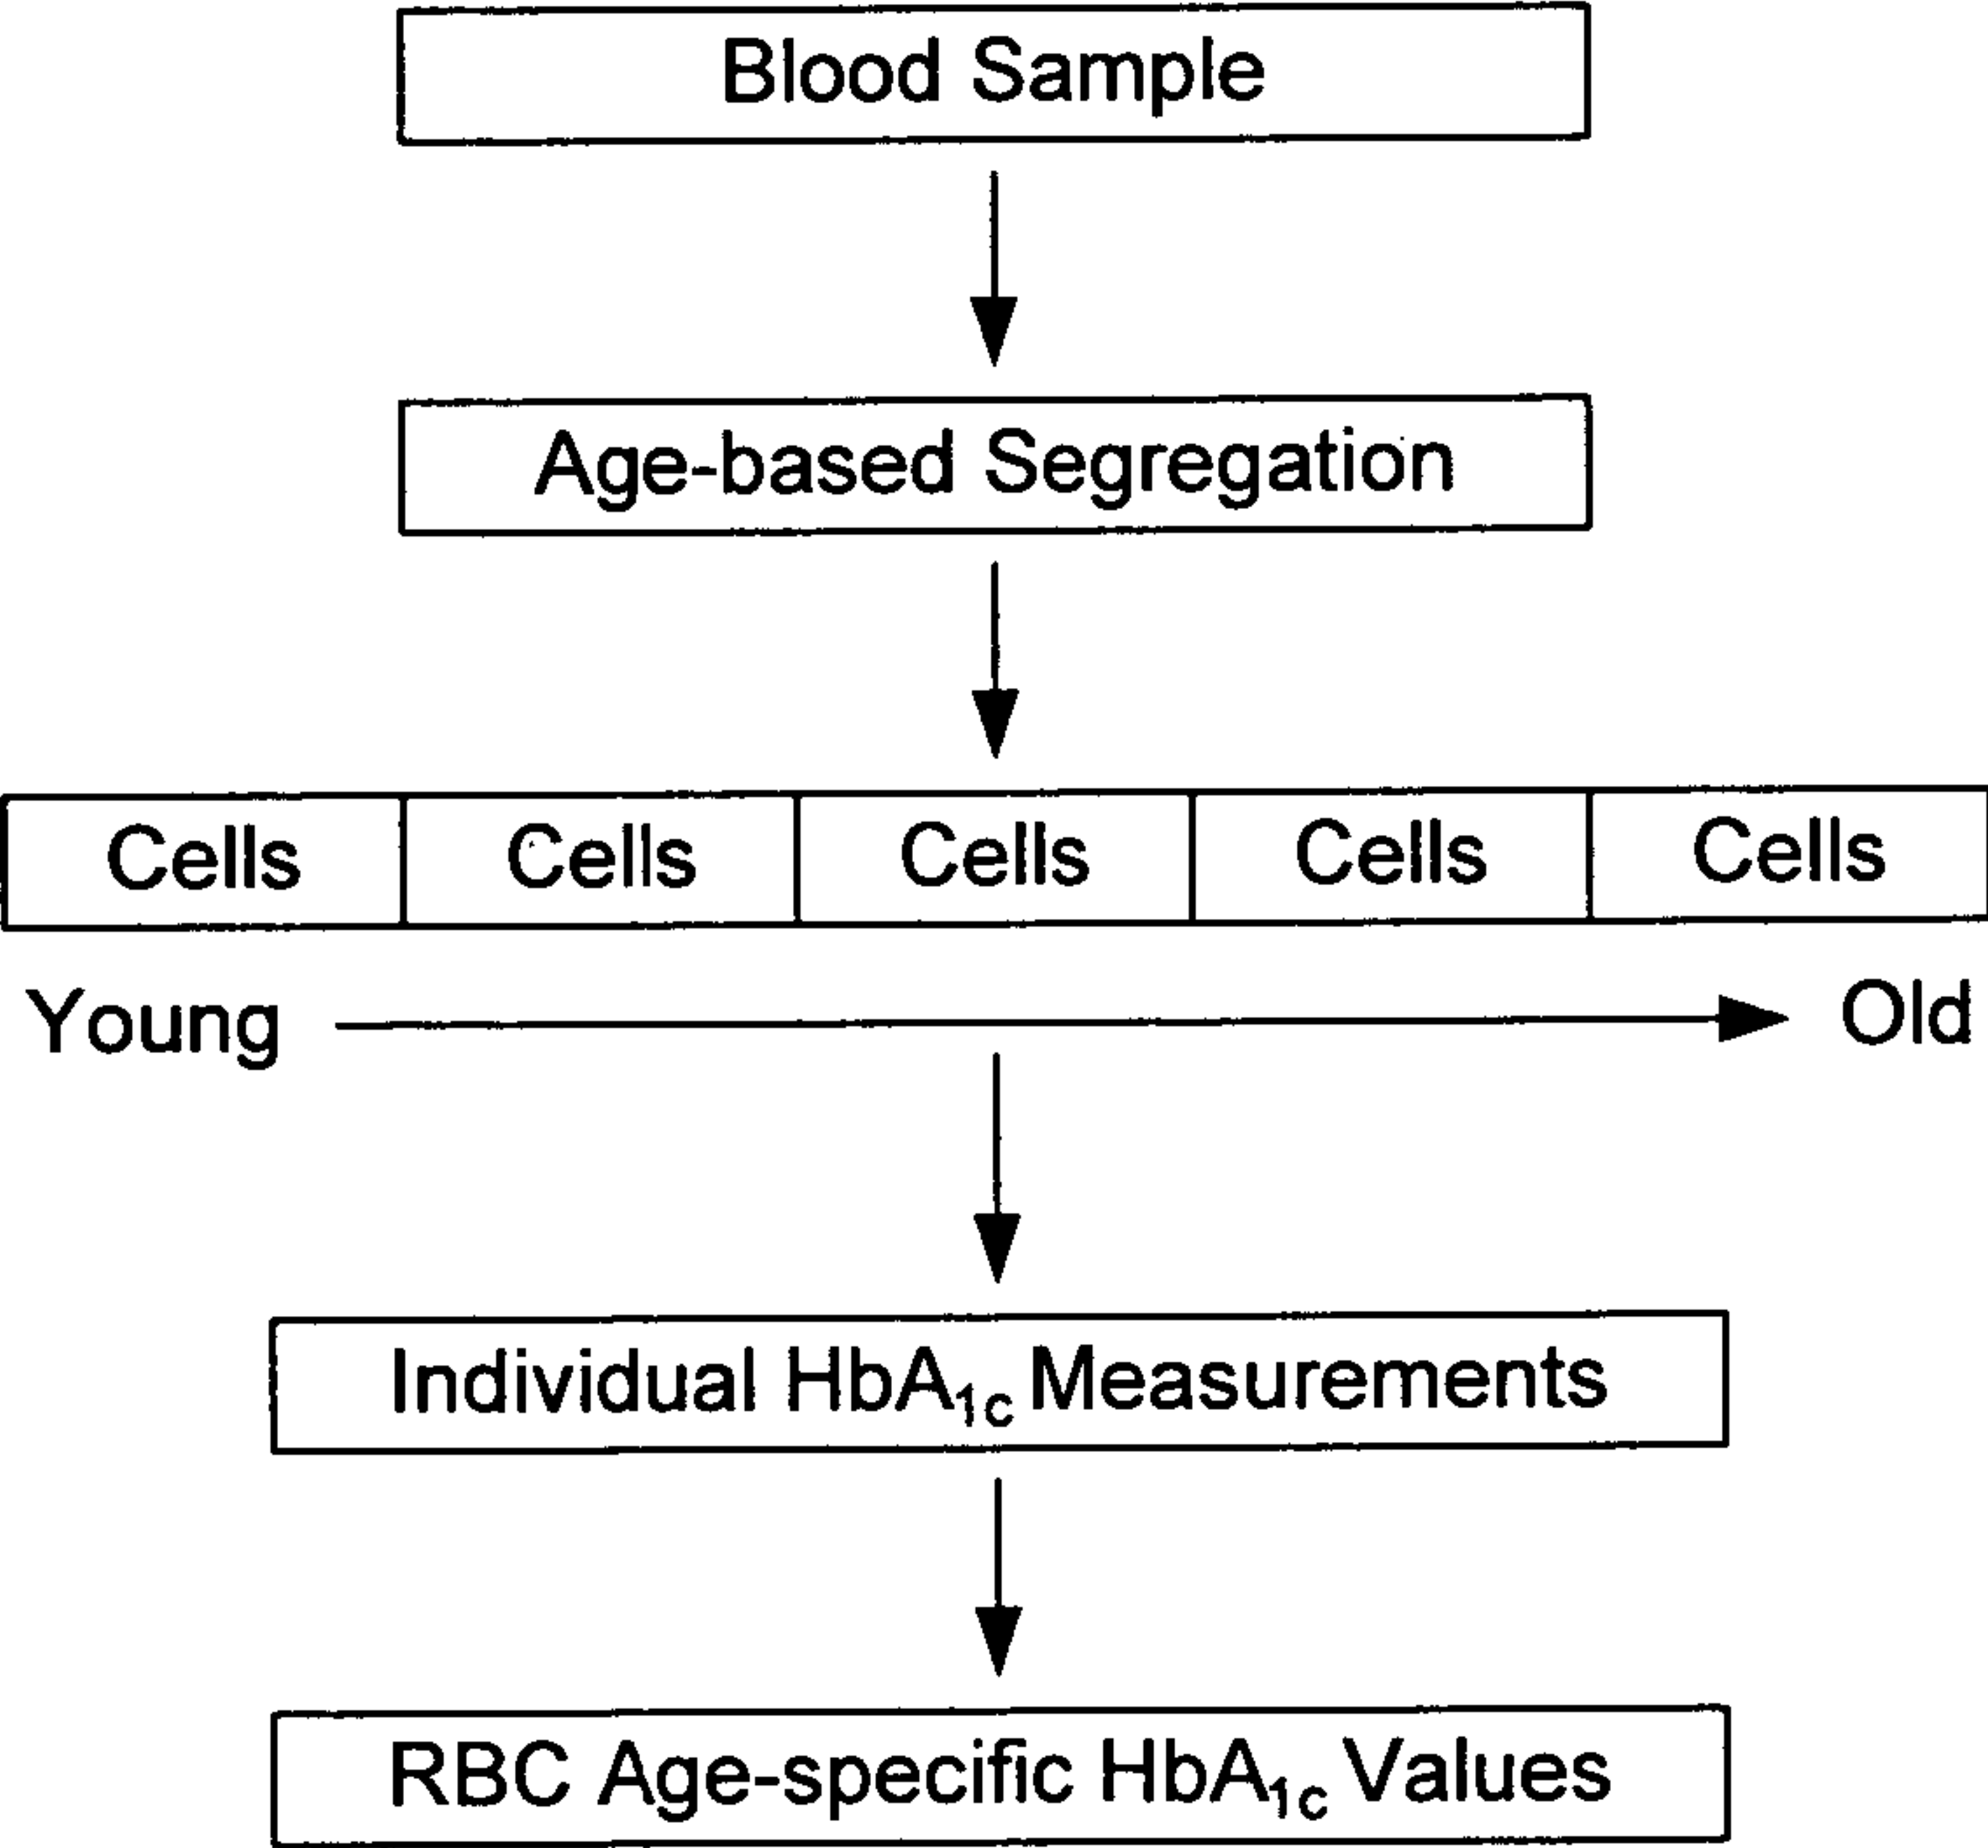 Blood Sample
Age-based Segregation
Cells Cells Cells Cells Cells
Young Old
Individual HbA1c Measurements
RBC Age-specific HbA1c Values